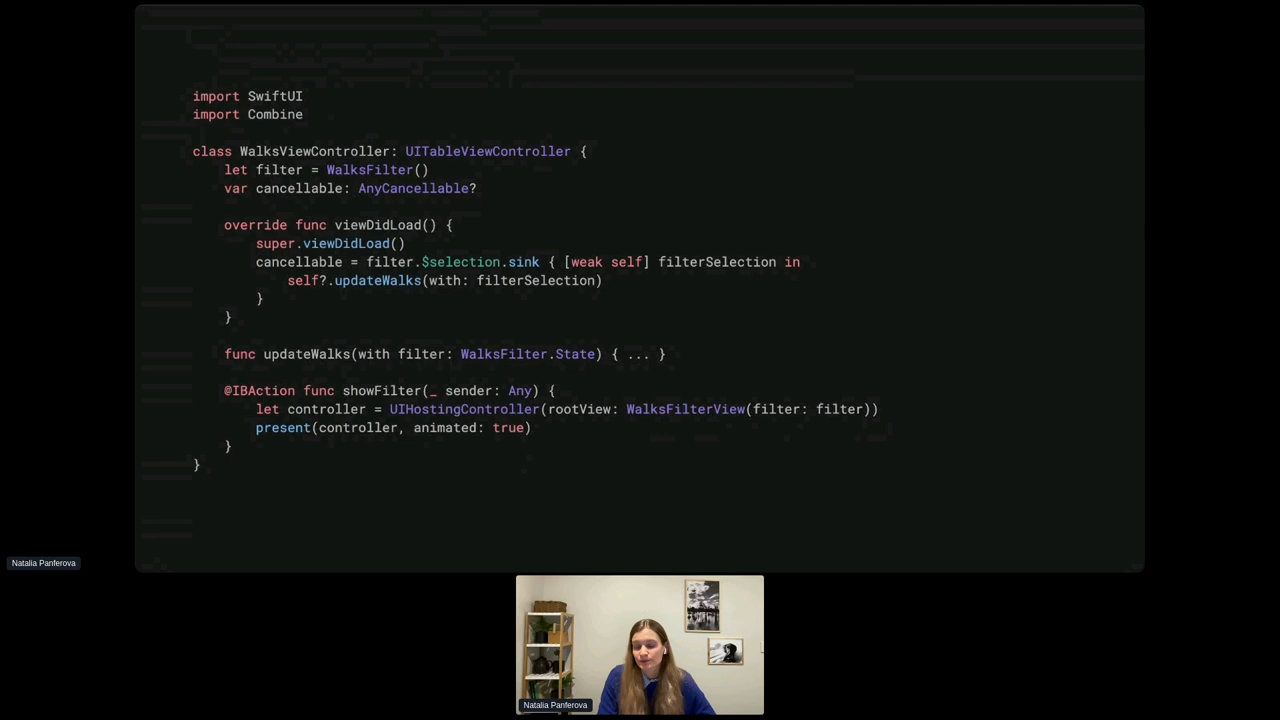 import SwiftUI
import Combine
class WalksViewController: UITableViewController {
let filter = WalksFilter()
var cancellable: AnyCancellable?
override func viewDidLoad() {
super.viewDidLoad()
cancellable = filter.$selection.sink { [weak self] filterSelection in
self?.updateWalks(with: filterSelection)
}
}
func updateWalks(with filter: WalksFilter.State) { ... }
@IBAction func showFilter(_ sender: Any) {
let controller = UIHostingController(rootView: WalksFilterView(filter: filter))
present(controller, animated: true)
}
}
Natalia Panferova
Natalia Panferova